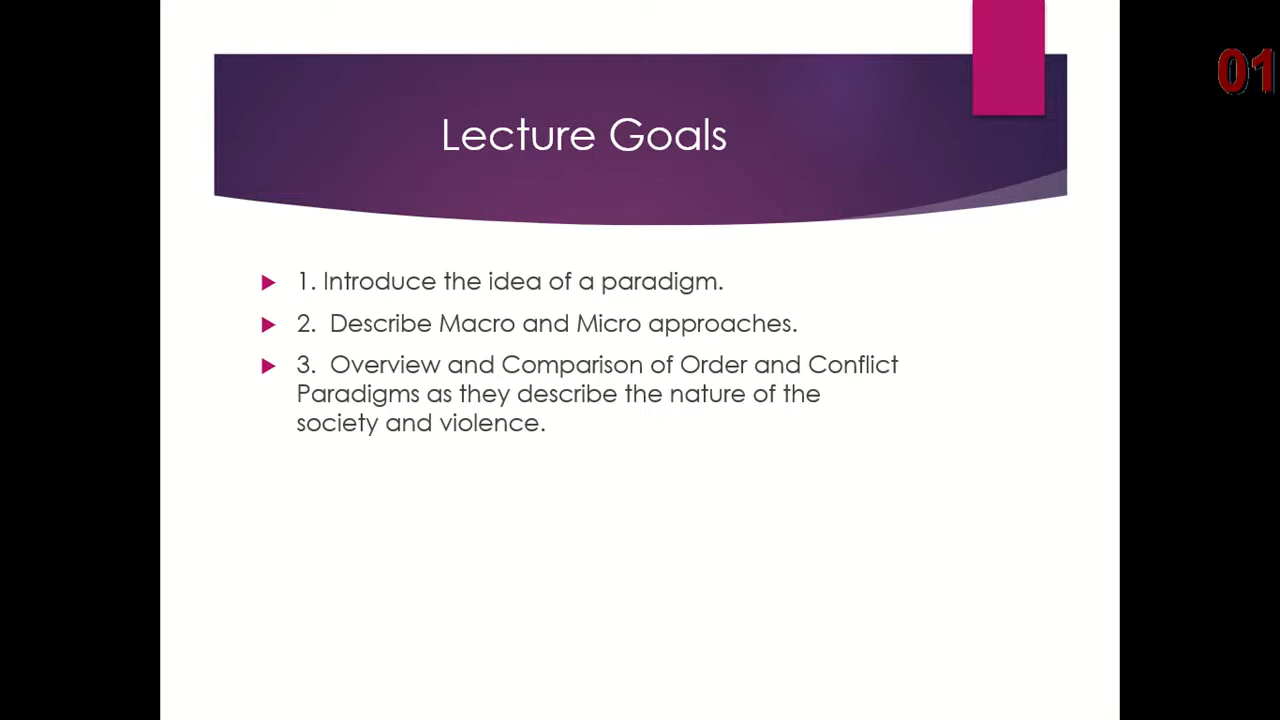 01
Lecture Goals
1. Introduce the idea of a paradigm.
2. Describe Macro and Micro approaches.
3. Overview and Comparison of Order and Conflict
Paradigms as they describe the nature of the
society and violence.